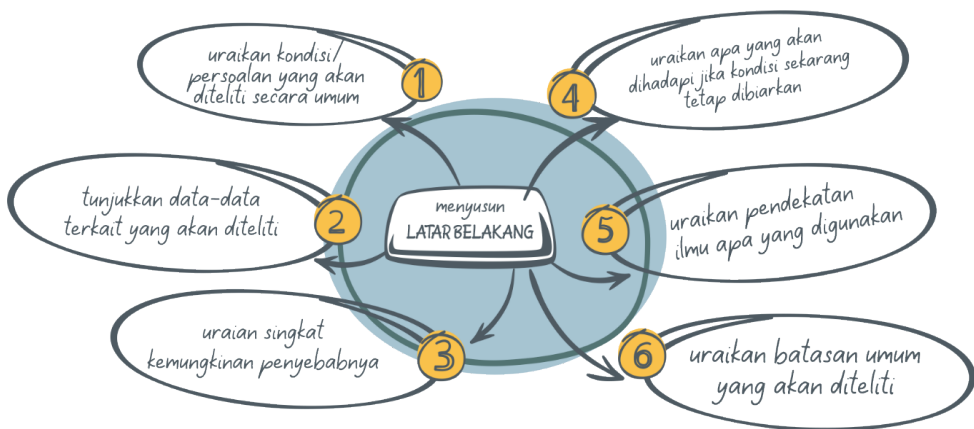 menyusun
LATAR BELAKANG
1
uraikan kondisi/
persoalan yang akan
diteliti secara umum
2
tunjukkan data-data
terkait yang akan diteliti
3
uraian singkat
kemungkinan penyebabnya
4
uraikan apa yang akan
dihadapi jika kondisi sekarang
tetap dibiarkan
5
uraikan pendekatan
ilmu apa yang digunakan
6
uraikan batasan umum
yang akan diteliti